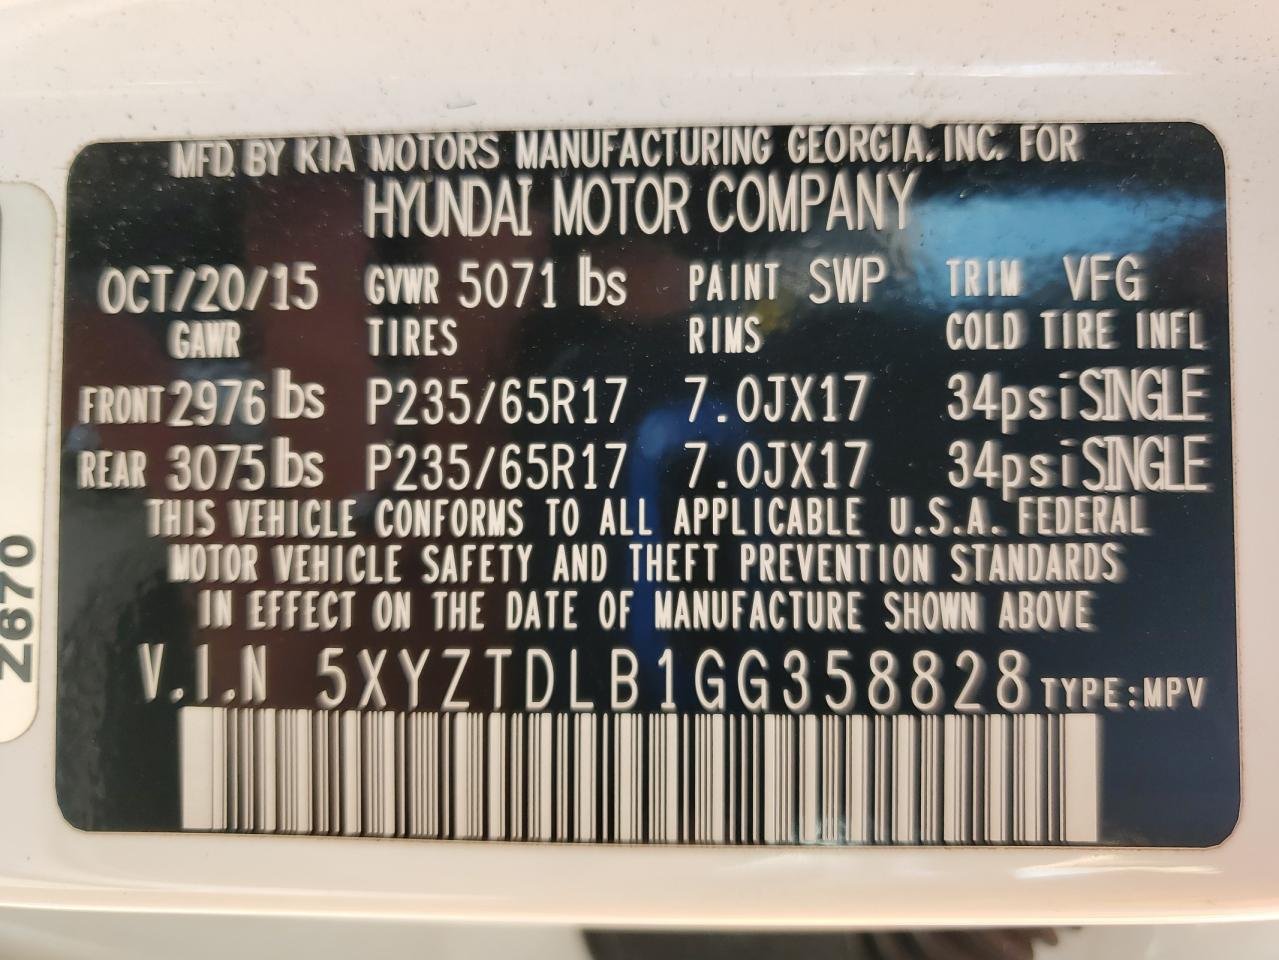 MFD. BY KIA MOTORS MANUFACTURING GEORGIA, INC. FOR
HYUNDAI MOTOR COMPANY
OCT/20/15 GVWR 5071 lbs PAINT SWP TRIM VFG
GAWR TIRES RIMS COLD TIRE INFL
FRONT 2976 lbs P235/65R17 7.0JX17 34psi SINGLE
REAR 3075 lbs P235/65R17 7.0JX17 34psi SINGLE
THIS VEHICLE CONFORMS TO ALL APPLICABLE U.S.A. FEDERAL
MOTOR VEHICLE SAFETY AND THEFT PREVENTION STANDARDS
IN EFFECT ON THE DATE OF MANUFACTURE SHOWN ABOVE
V.I.N 5XYZTDLB1GG358828 TYPE:MPV
Z670